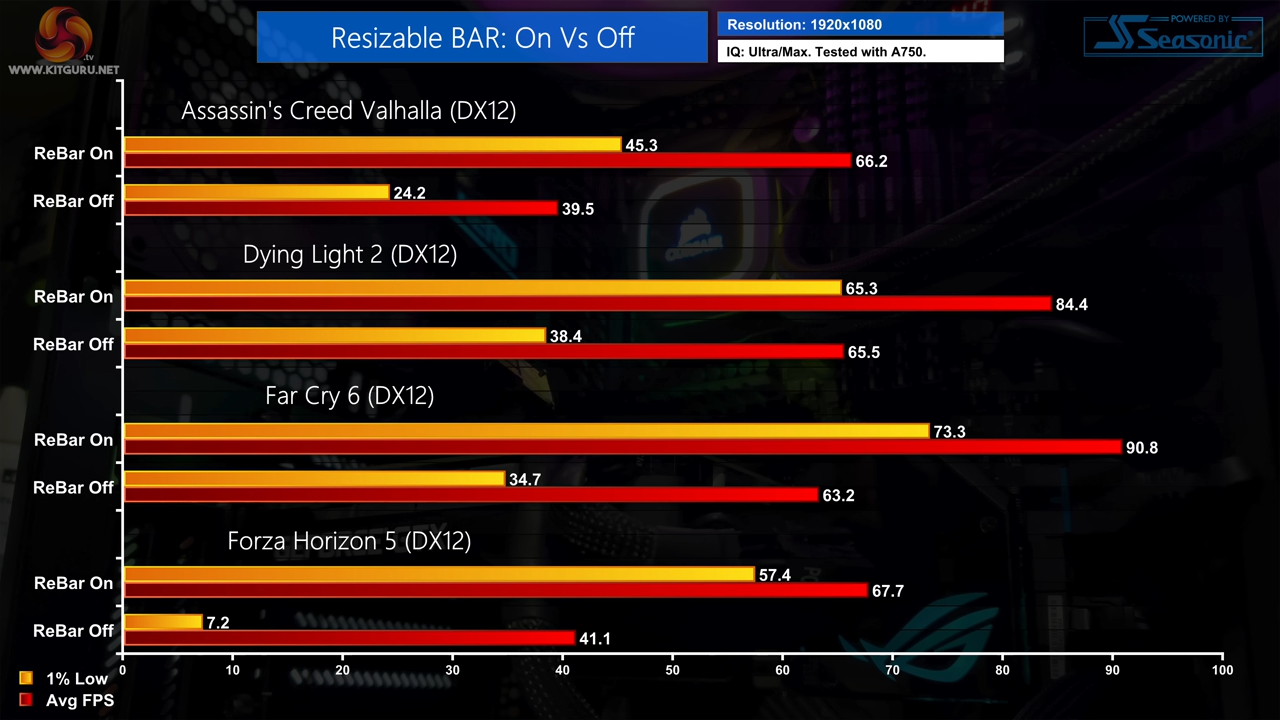 .tv
WWW.KITGURU.NET
Resizable BAR: On Vs Off
Resolution: 1920x1080
IQ: Ultra/Max. Tested with A750.
POWERED BY
Seasonic
Assassin's Creed Valhalla (DX12)
ReBar On
45.3
66.2
ReBar Off
24.2
39.5
Dying Light 2 (DX12)
ReBar On
65.3
84.4
ReBar Off
38.4
65.5
Far Cry 6 (DX12)
ReBar On
73.3
90.8
ReBar Off
34.7
63.2
Forza Horizon 5 (DX12)
ReBar On
57.4
67.7
ReBar Off
7.2
41.1
0 10 20 30 40 50 60 70 80 90 100
1% Low
Avg FPS